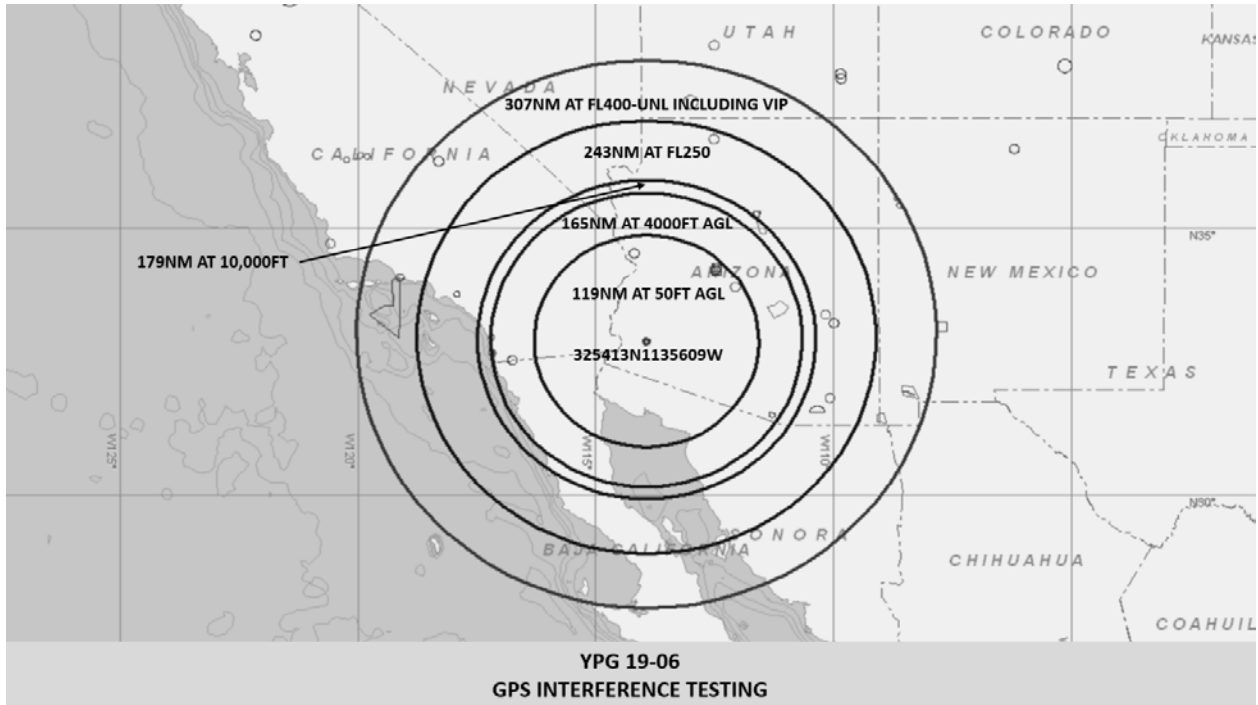 UTAH
COLORADO
KANSAS
NEVADA
307NM AT FL400-UNL INCLUDING VIP
OKLAHOMA
CALIFORNIA
243NM AT FL250
165NM AT 4000FT AGL
N35°
179NM AT 10,000FT
ARIZONA
NEW MEXICO
119NM AT 50FT AGL
325413N1135609W
TEXAS
W125°
W120°
W115°
W110°
N30°
SONORA
BAJA CALIFORNIA
CHIHUAHUA
COAHUIL
YPG 19-06
GPS INTERFERENCE TESTING